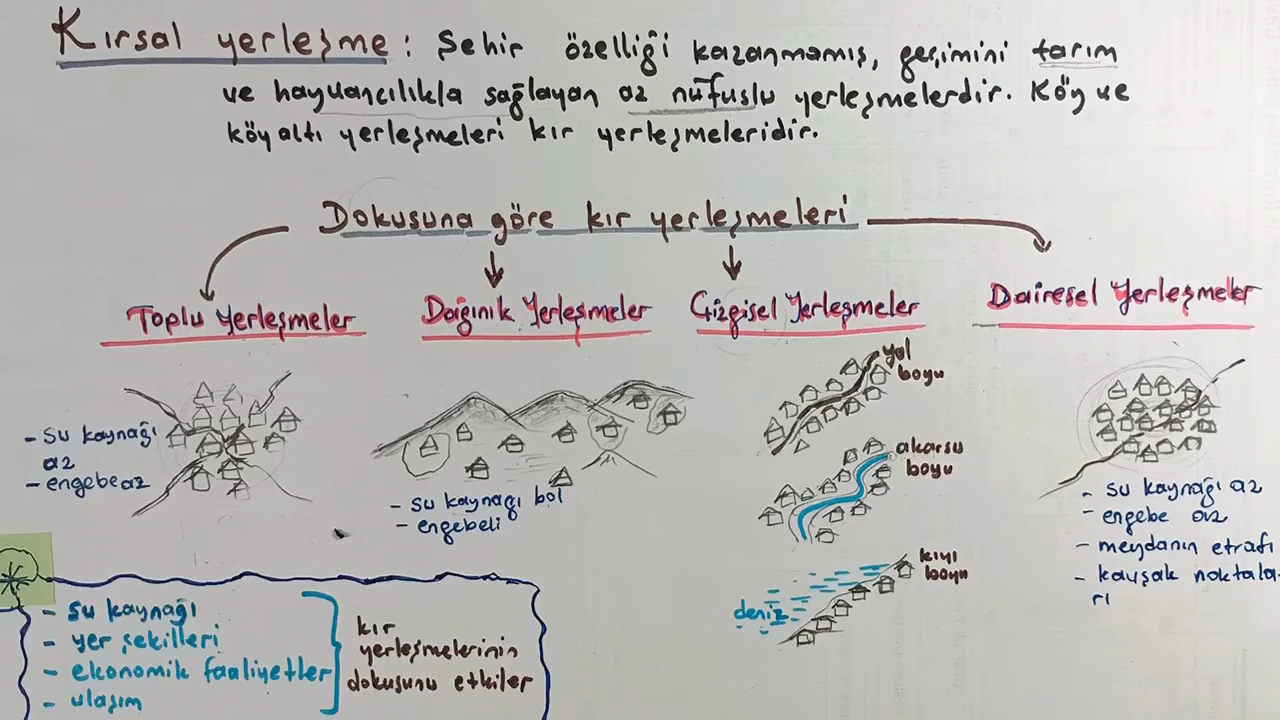 Kırsal yerleşme: Şehir özelliği kazanmamış, geçimini tarım
ve hayvancılıkla sağlayan az nüfuslu yerleşmelerdir. Köy ve
köyaltı yerleşmeleri kır yerleşmeleridir.
Dokusuna göre kır yerleşmeleri
Toplu Yerleşmeler
Dağınık Yerleşmeler
Çizgisel Yerleşmeler
Dairesel Yerleşmeler
- su kaynağı
az
- engebe az
- su kaynağı bol
- engebeli
yol
boyu
akarsu
boyu
kıyı
boyu
deniz
- su kaynağı az
- engebe az
- meydanın etrafı
- kavşak noktala-
rı
- su kaynağı
- yer şekilleri
- ekonomik faaliyetler
- ulaşım
kır
yerleşmelerinin
dokusunu etkiler